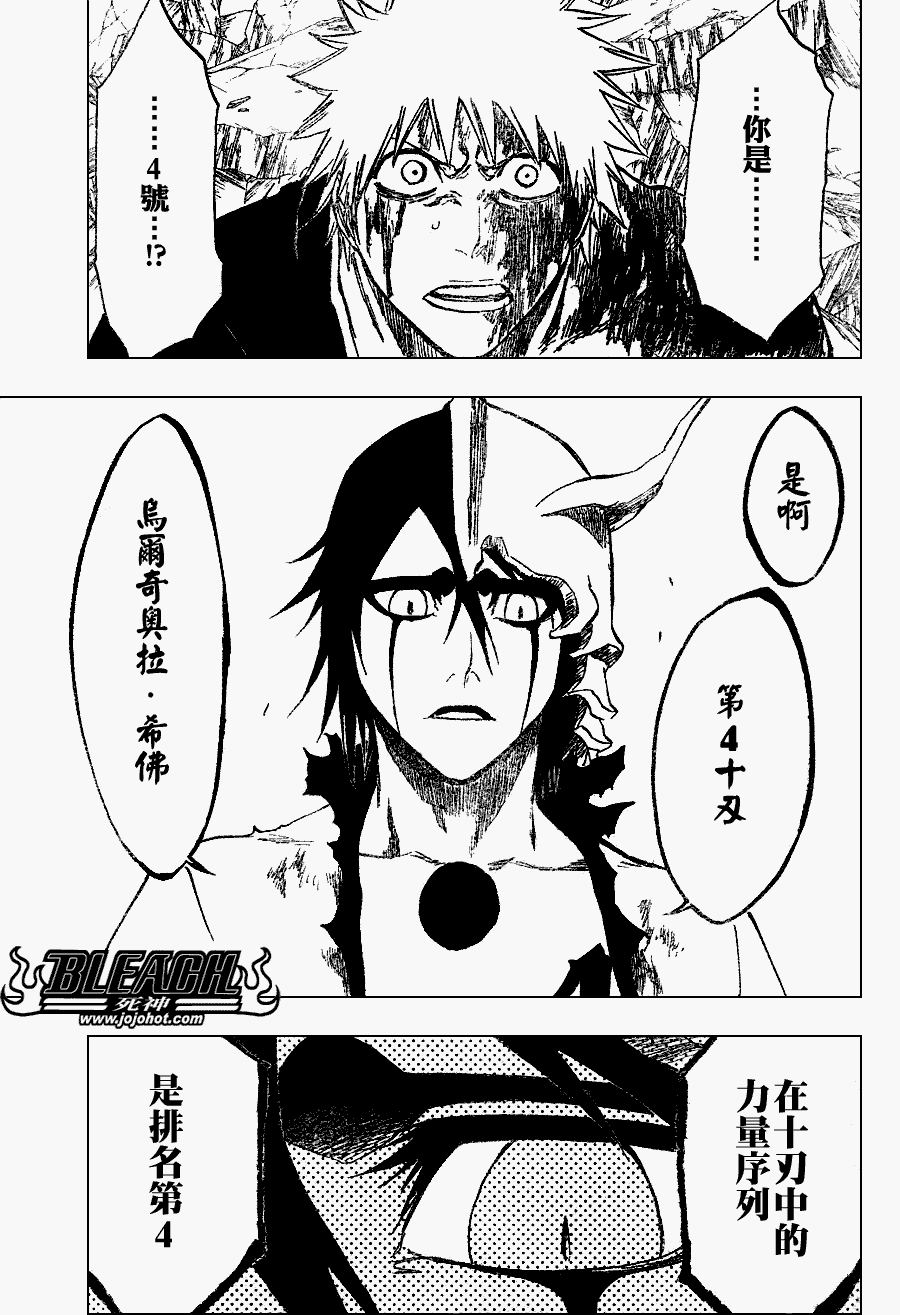 …你是………
……4號…!?
是啊
第4十刃
烏爾奇奧拉·希佛
BLEACH
死神
www.jojohot.com
在十刃中的
力量序列
是排名第4